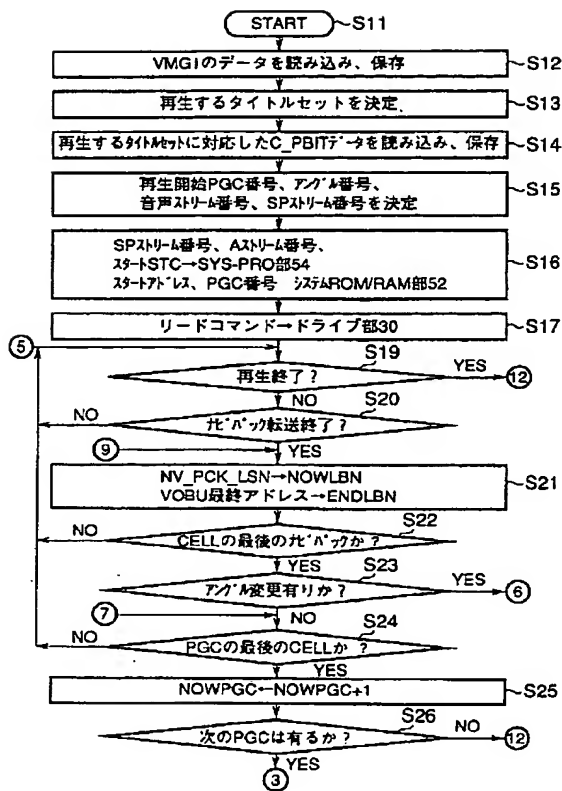 START
S11
VMGIのデータを読み込み、保存
S12
再生するタイトルセットを決定
S13
再生するﾀｲﾄﾙｾｯﾄに対応したC_PBITデータを読み込み、保存
S14
再生開始PGC番号、アングル番号、
音声ストリーム番号、SPストリーム番号を決定
S15
SPストリーム番号、Aストリーム番号、
スタートSTC→SYS-PRO部54
スタートアドレス、PGC番号 システムROM/RAM部52
S16
リードコマンド→ドライブ部30
S17
⑤
S19
再生終了?
YES
⑫
NO
S20
NO
ﾅﾋﾞﾊﾟｯｸ転送終了?
⑨
YES
NV_PCK_LSN→NOWLBN
VOBU最終アドレス→ENDLBN
S21
S22
NO
CELLの最後のﾅﾋﾞﾊﾟｯｸか?
YES
S23
アングル変更有りか?
YES
⑥
⑦
NO
S24
NO
PGCの最後のCELLか?
YES
NOWPGC←NOWPGC+1
S25
S26
次のPGCは有るか?
NO
⑫
YES
③